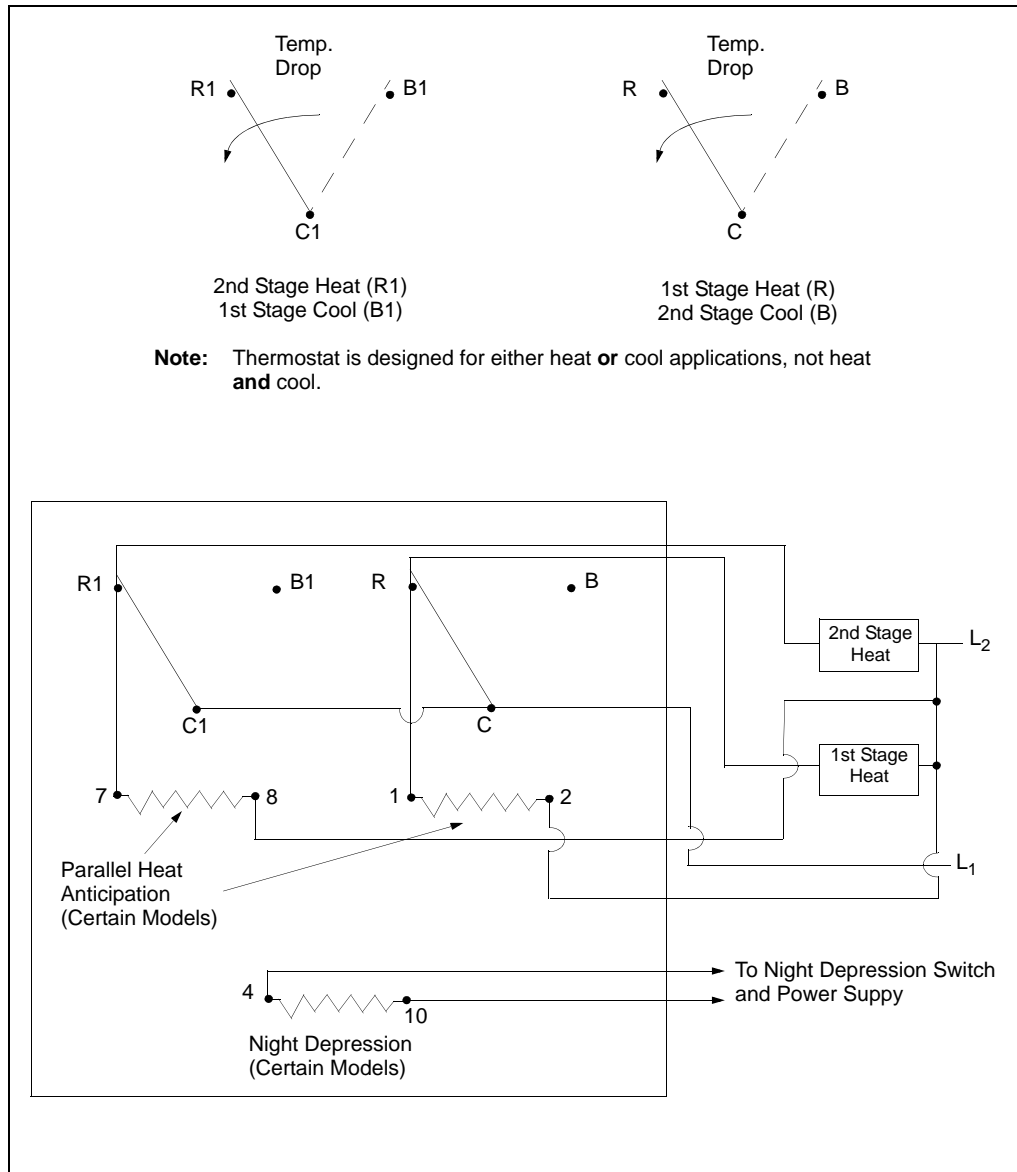 Temp.
Drop
R1
B1
C1
2nd Stage Heat (R1)
1st Stage Cool (B1)
Temp.
Drop
R
B
C
1st Stage Heat (R)
2nd Stage Cool (B)
Note: Thermostat is designed for either heat or cool applications, not heat
and cool.
R1
B1
R
B
C1
C
2nd Stage
Heat
L2
1st Stage
Heat
L1
7
8
1
2
Parallel Heat
Anticipation
(Certain Models)
4
10
Night Depression
(Certain Models)
To Night Depression Switch
and Power Suppy